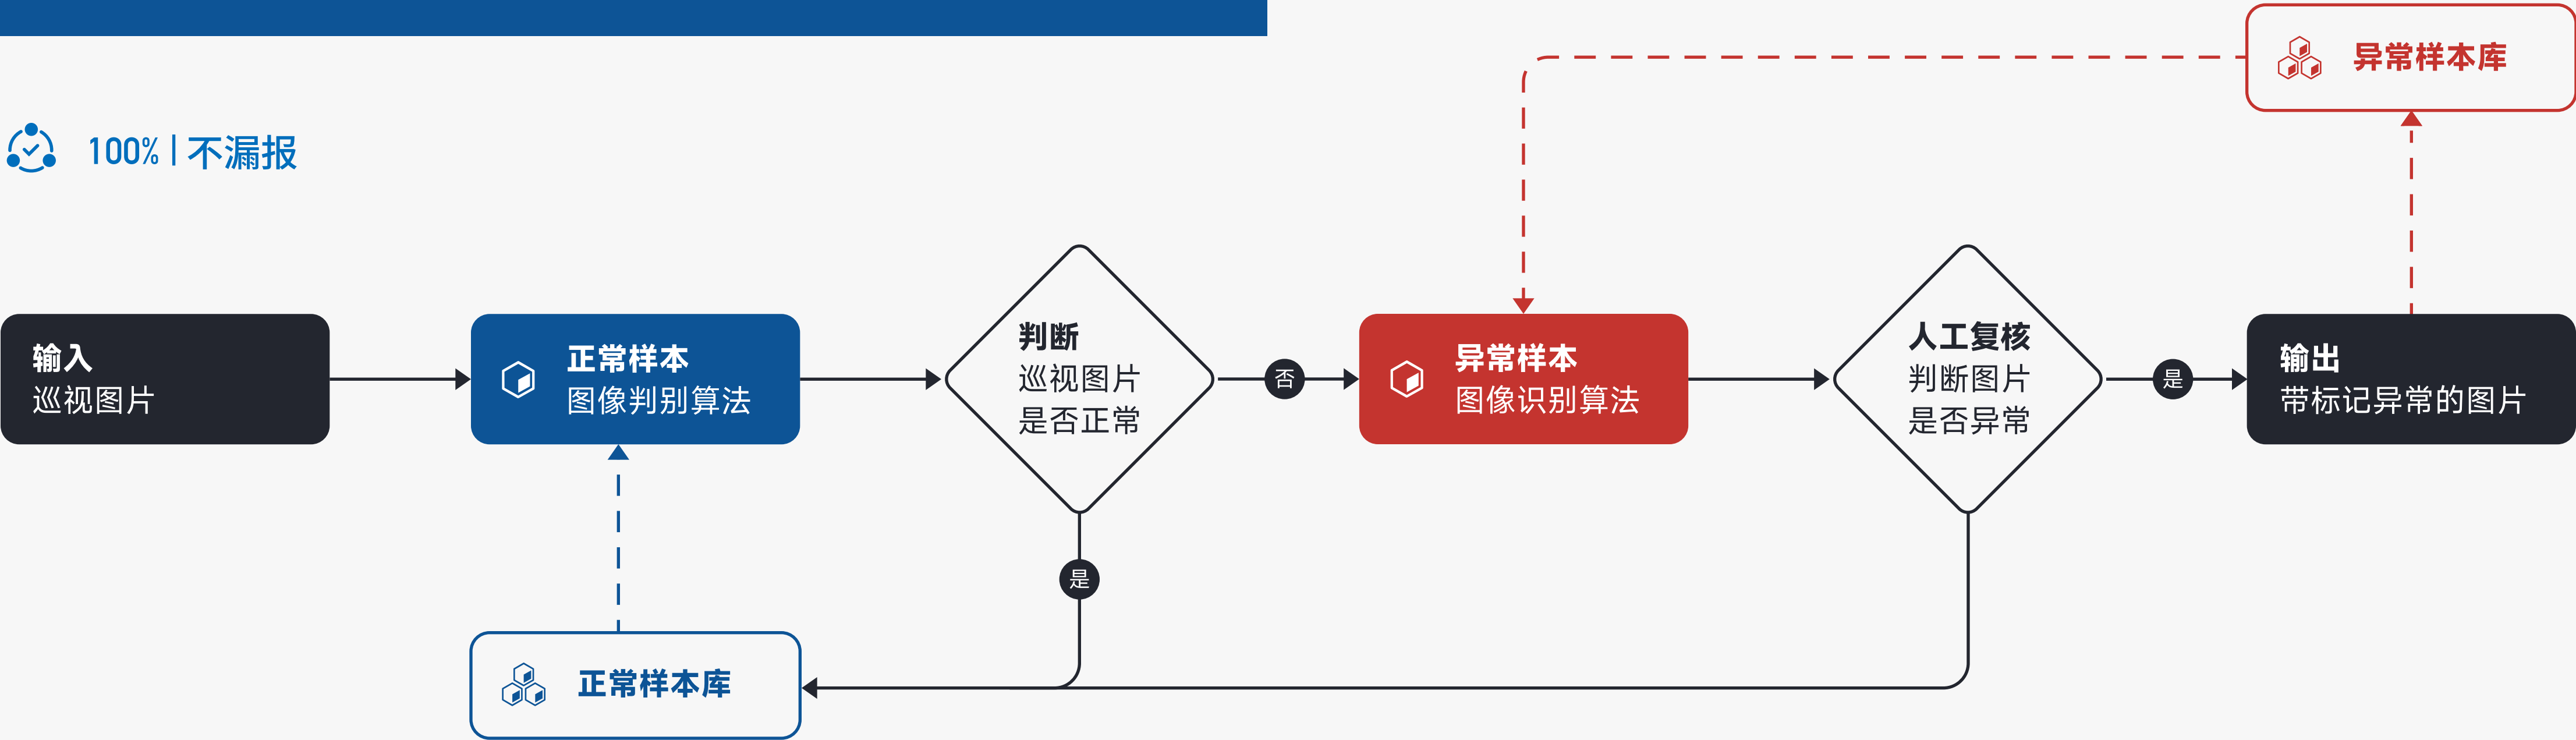 异常样本库
100% | 不漏报
输入
巡视图片
正常样本
图像判别算法
判断
巡视图片
是否正常
否
异常样本
图像识别算法
人工复核
判断图片
是否异常
是
输出
带标记异常的图片
是
正常样本库